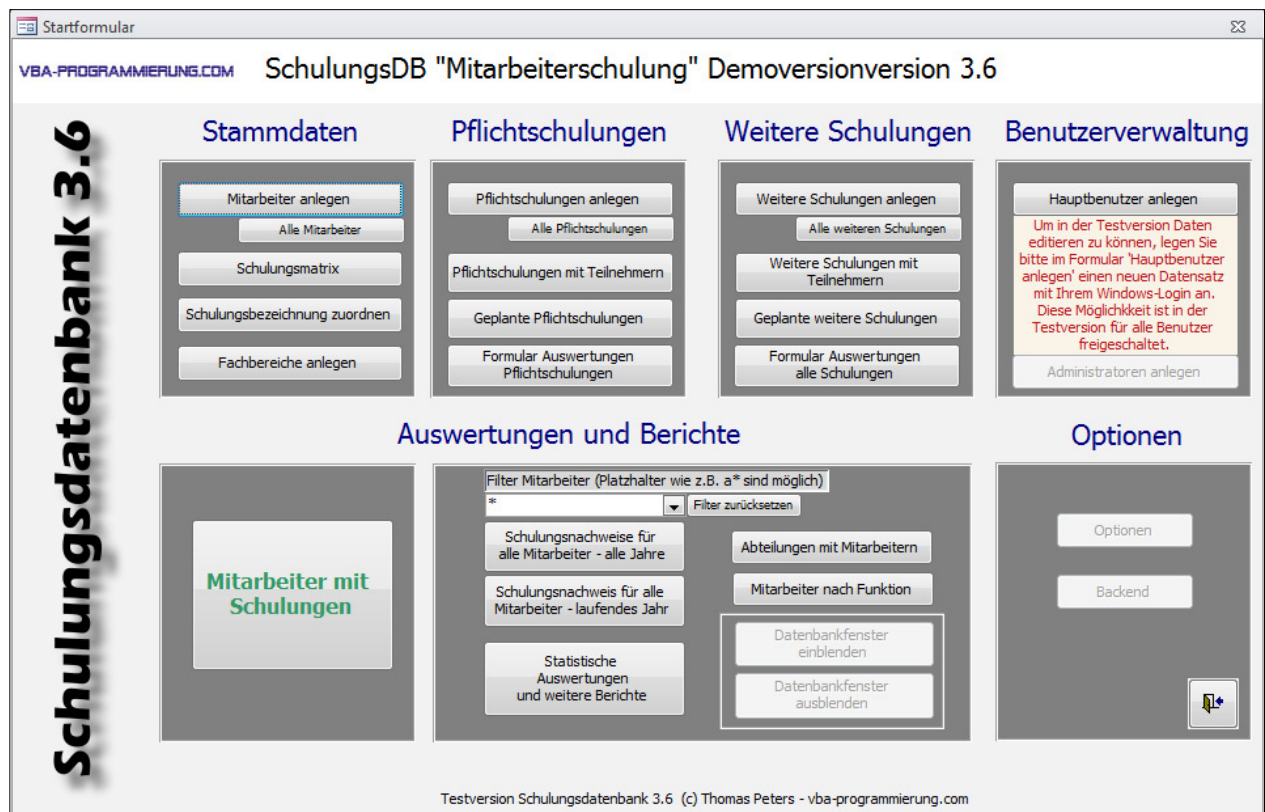 Startformular
VBA-PROGRAMMIERUNG.COM
SchulungsDB "Mitarbeiterschulung" Demoversionversion 3.6
Schulungsdatenbank 3.6
Stammdaten
Mitarbeiter anlegen
Alle Mitarbeiter
Schulungsmatrix
Schulungsbezeichnung zuordnen
Fachbereiche anlegen
Pflichtschulungen
Pflichtschulungen anlegen
Alle Pflichtschulungen
Pflichtschulungen mit Teilnehmern
Geplante Pflichtschulungen
Formular Auswertungen
Pflichtschulungen
Weitere Schulungen
Weitere Schulungen anlegen
Alle weiteren Schulungen
Weitere Schulungen mit
Teilnehmern
Geplante weitere Schulungen
Formular Auswertungen
alle Schulungen
Benutzerverwaltung
Hauptbenutzer anlegen
Um in der Testversion Daten
editieren zu können, legen Sie
bitte im Formular 'Hauptbenutzer
anlegen' einen neuen Datensatz
mit Ihrem Windows-Login an.
Diese Möglichkkeit ist in der
Testversion für alle Benutzer
freigeschaltet.
Administratoren anlegen
Auswertungen und Berichte
Mitarbeiter mit
Schulungen
Filter Mitarbeiter (Platzhalter wie z.B. a* sind möglich)
*
Filter zurücksetzen
Schulungsnachweise für
alle Mitarbeiter - alle Jahre
Schulungsnachweis für alle
Mitarbeiter - laufendes Jahr
Statistische
Auswertungen
und weitere Berichte
Abteilungen mit Mitarbeitern
Mitarbeiter nach Funktion
Datenbankfenster
einblenden
Datenbankfenster
ausblenden
Optionen
Optionen
Backend
Testversion Schulungsdatenbank 3.6 (c) Thomas Peters - vba-programmierung.com